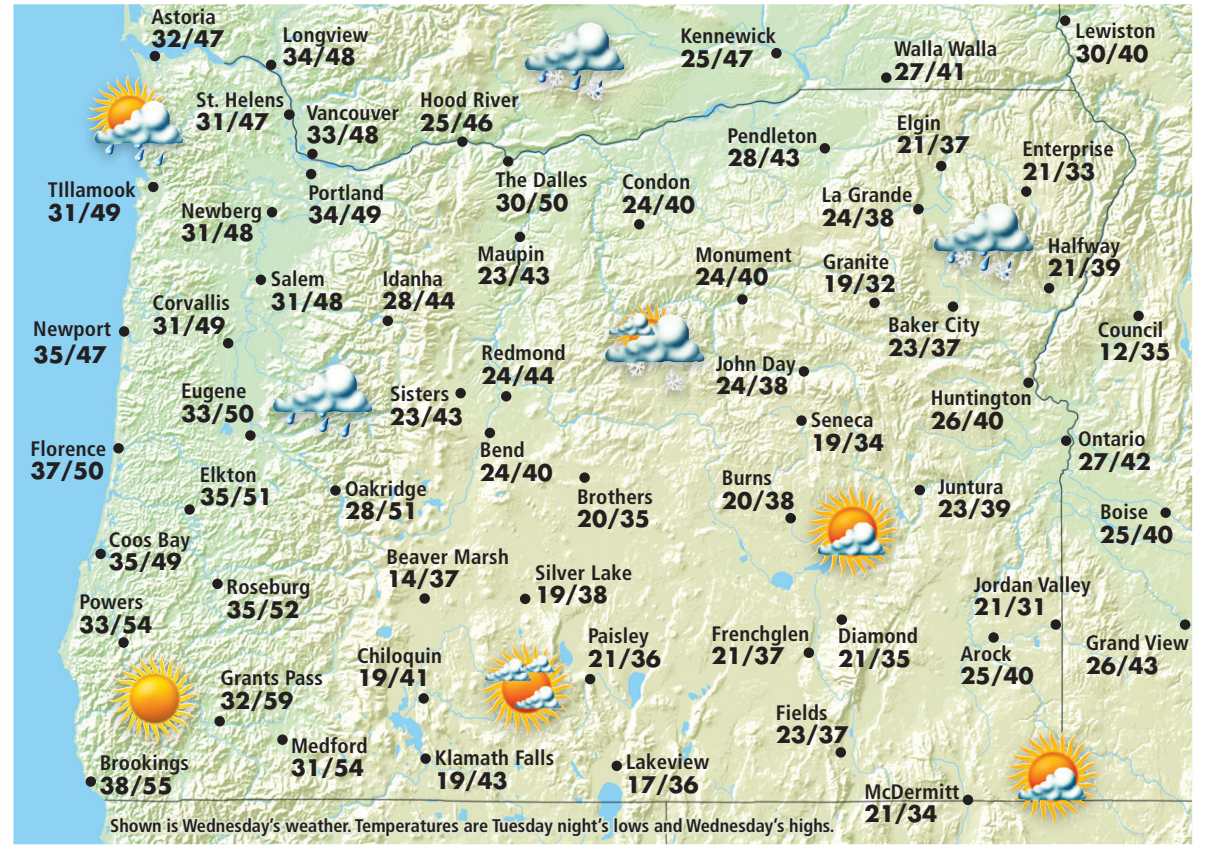 Astoria
32/47
Longview
34/48
Kennewick
25/47
Walla Walla
27/41
Lewiston
30/40
St. Helens
31/47
Vancouver
33/48
Hood River
25/46
Pendleton
28/43
Elgin
21/37
Enterprise
21/33
TIllamook
31/49
Newberg
31/48
Portland
34/49
The Dalles
30/50
Condon
24/40
La Grande
24/38
Maupin
23/43
Monument
24/40
Granite
19/32
Halfway
21/39
Salem
31/48
Idanha
28/44
Corvallis
31/49
Newport
35/47
Baker City
23/37
Council
12/35
Redmond
24/44
John Day
24/38
Eugene
33/50
Sisters
23/43
Huntington
26/40
Seneca
19/34
Florence
37/50
Bend
24/40
Ontario
27/42
Elkton
35/51
Oakridge
28/51
Brothers
20/35
Burns
20/38
Juntura
23/39
Boise
25/40
Coos Bay
35/49
Beaver Marsh
14/37
Silver Lake
19/38
Roseburg
35/52
Jordan Valley
21/31
Powers
33/54
Paisley
21/36
Frenchglen
21/37
Diamond
21/35
Arock
25/40
Grand View
26/43
Chiloquin
19/41
Grants Pass
32/59
Fields
23/37
Medford
31/54
Klamath Falls
19/43
Lakeview
17/36
Brookings
38/55
McDermitt
21/34
Shown is Wednesday's weather. Temperatures are Tuesday night's lows and Wednesday's highs.